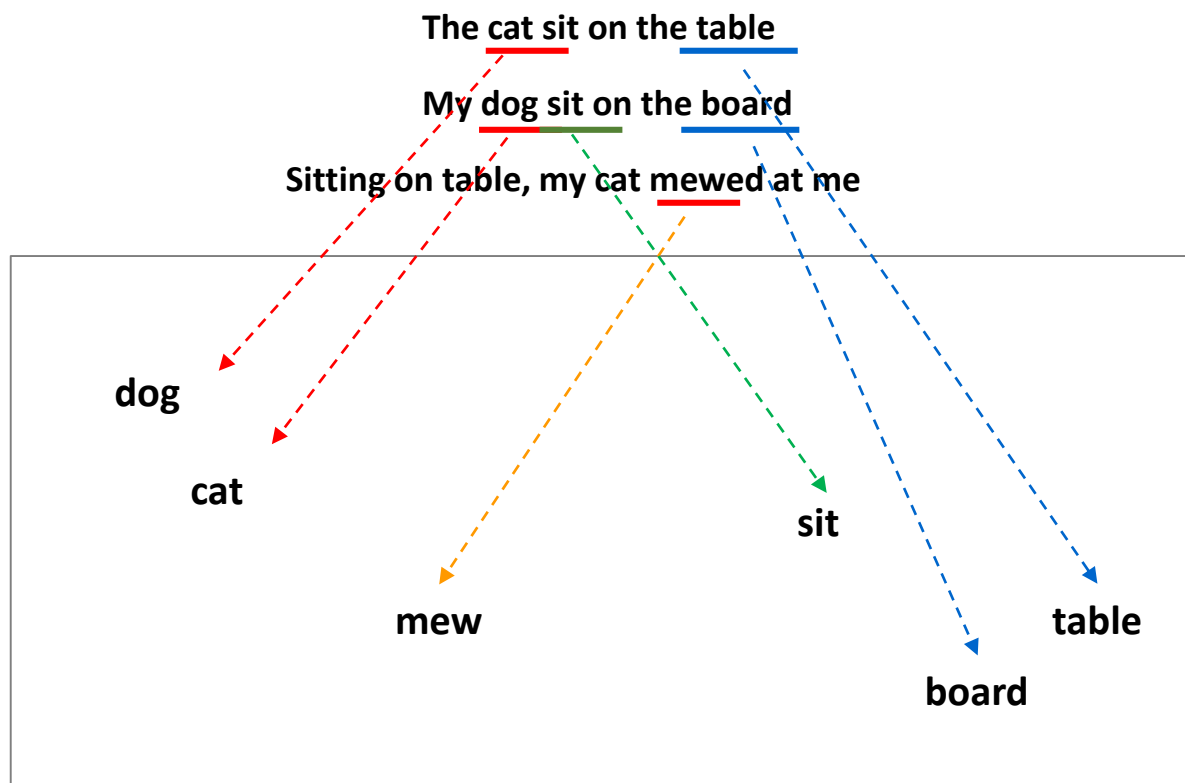 The cat sit on the table
My dog sit on the board
Sitting on table, my cat mewed at me
dog
cat
sit
mew
table
board